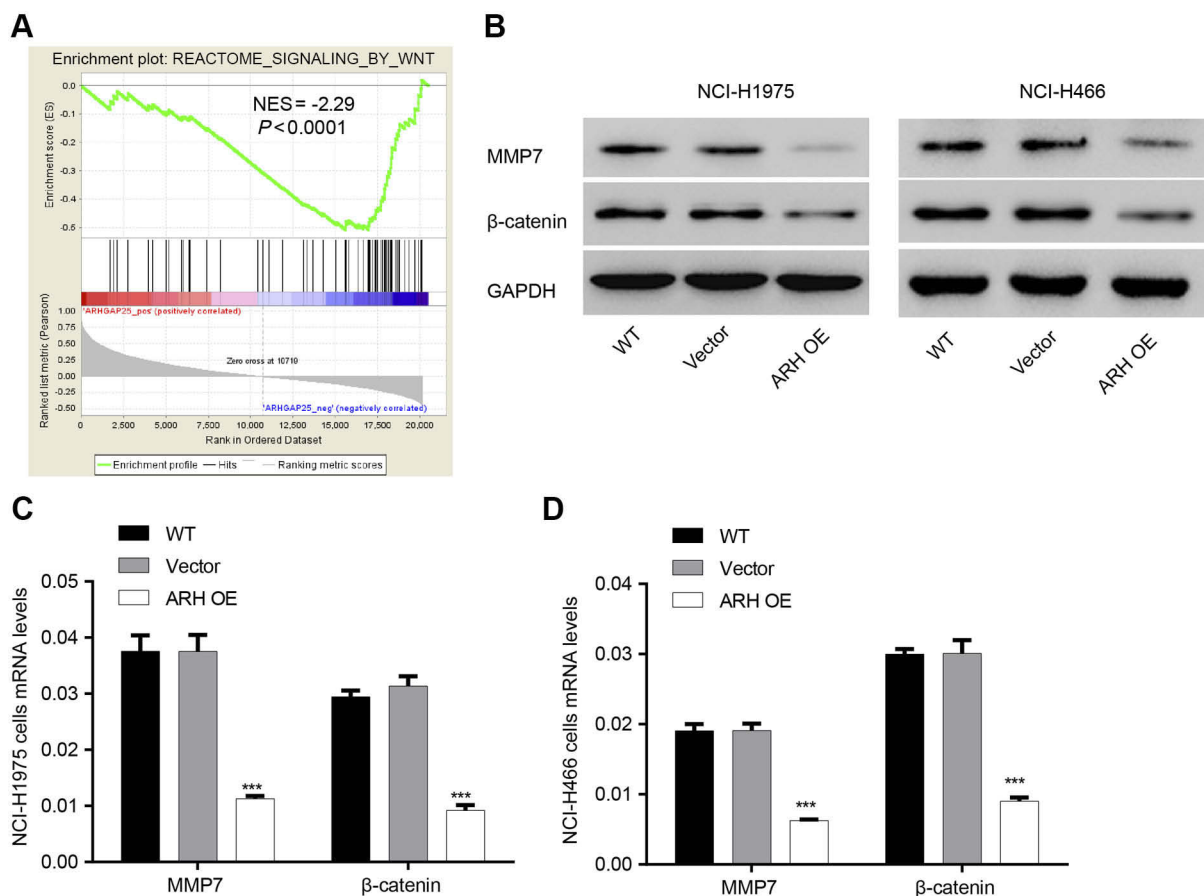 A
Enrichment plot: REACTOME_SIGNALING_BY_WNT
NES = -2.29
P<0.0001
Enrichment score (ES)
0.0
-0.1
-0.2
-0.3
-0.4
-0.5
'ARHGAP25_pos' (positively correlated)
Ranked list metric (Pearson)
1.00
0.75
0.50
0.25
0.00
-0.25
-0.50
Zero cross at 10719
'ARHGAP25_neg' (negatively correlated)
0 2,500 5,000 7,500 10,000 12,500 15,000 17,500 20,000
Rank in Ordered Dataset
Enrichment profile Hits Ranking metric scores
B
NCI-H1975 NCI-H466
MMP7
β-catenin
GAPDH
WT Vector ARH OE WT Vector ARH OE
C
WT
Vector
ARH OE
NCI-H1975 cells mRNA levels
0.05
0.04
0.03
0.02
0.01
0.00
***
***
MMP7 β-catenin
D
WT
Vector
ARH OE
NCI-H466 cells mRNA levels
0.04
0.03
0.02
0.01
0.00
***
***
MMP7 β-catenin